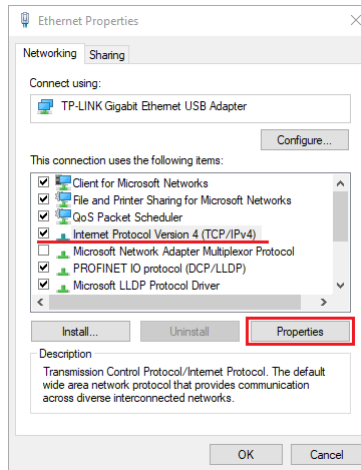 Ethernet Properties
Networking Sharing
Connect using:
TP-LINK Gigabit Ethernet USB Adapter
Configure...
This connection uses the following items:
Client for Microsoft Networks
File and Printer Sharing for Microsoft Networks
QoS Packet Scheduler
Internet Protocol Version 4 (TCP/IPv4)
Microsoft Network Adapter Multiplexor Protocol
PROFINET IO protocol (DCP/LLDP)
Microsoft LLDP Protocol Driver
Install... Uninstall Properties
Description
Transmission Control Protocol/Internet Protocol. The default
wide area network protocol that provides communication
across diverse interconnected networks.
OK Cancel